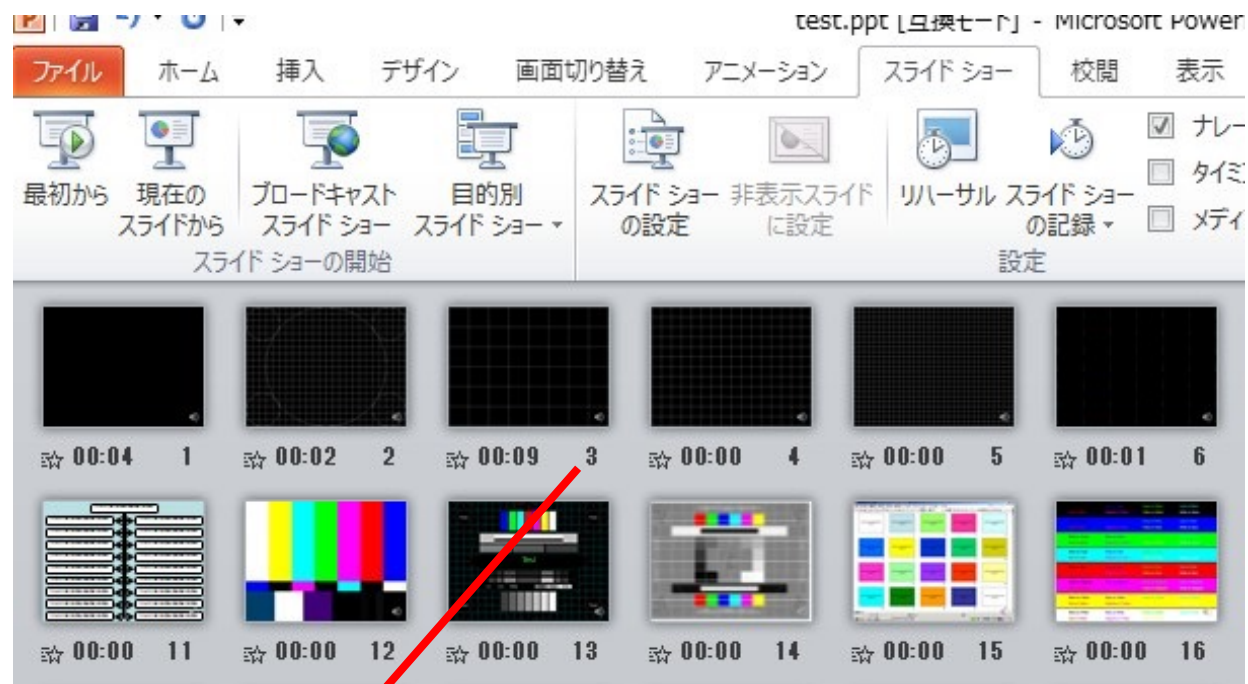 test.ppt [互換モード] - Microsoft Power
ファイル ホーム 挿入 デザイン 画面切り替え アニメーション スライド ショー 校閲 表示
最初から 現在の スライドから ブロードキャスト スライド ショー 目的別 スライド ショー スライド ショー の設定 非表示スライド に設定 リハーサル スライド ショー の記録 ナレー
タイミ
メディ
スライド ショーの開始 設定
00:04 1 00:02 2 00:09 3 00:00 4 00:00 5 00:01 6
00:00 11 00:00 12 00:00 13 00:00 14 00:00 15 00:00 16